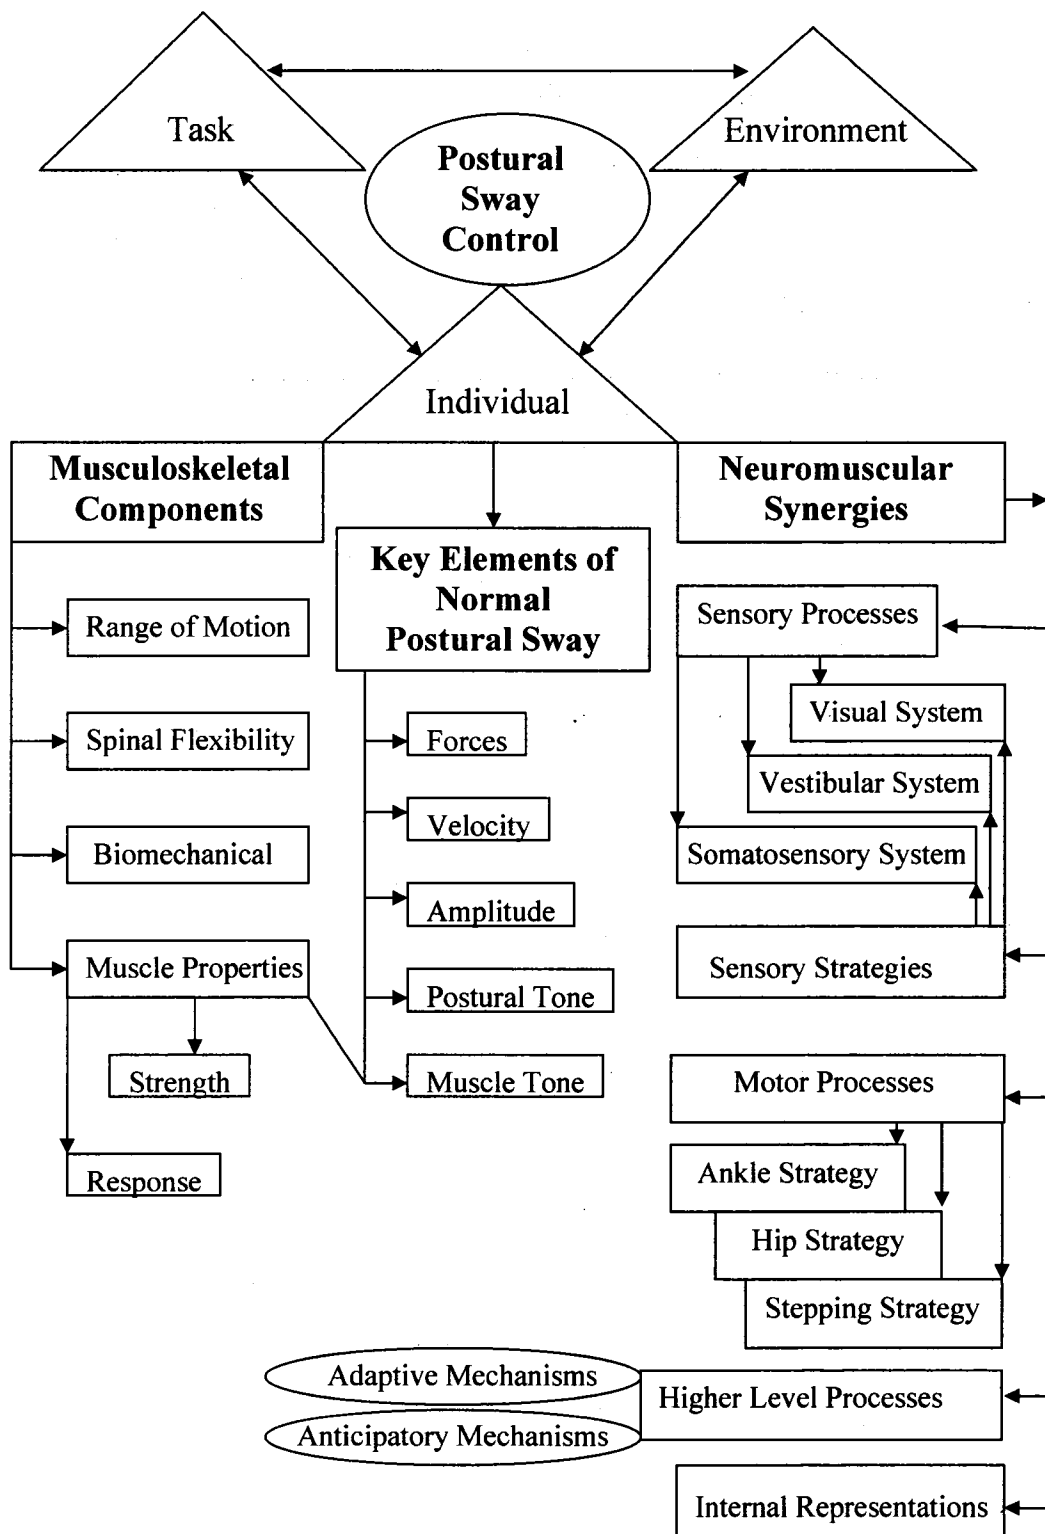 Task
Environment
Postural
Sway
Control
Individual
Musculoskeletal
Components
Neuromuscular
Synergies
Key Elements of
Normal
Postural Sway
Range of Motion
Spinal Flexibility
Biomechanical
Muscle Properties
Strength
Response
Forces
Velocity
Amplitude
Postural Tone
Muscle Tone
Sensory Processes
Visual System
Vestibular System
Somatosensory System
Sensory Strategies
Motor Processes
Ankle Strategy
Hip Strategy
Stepping Strategy
Adaptive Mechanisms
Anticipatory Mechanisms
Higher Level Processes
Internal Representations